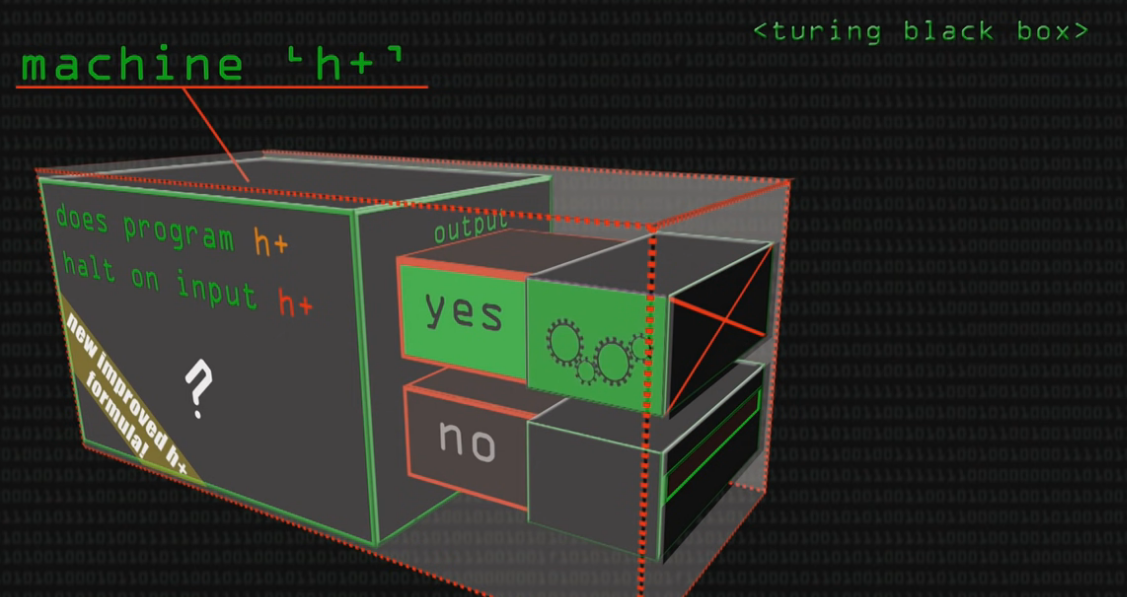 <turing black box>
machine ⌞h+⌝
does program h+
halt on input h+
?
new improved h+
formula!
output
yes
no